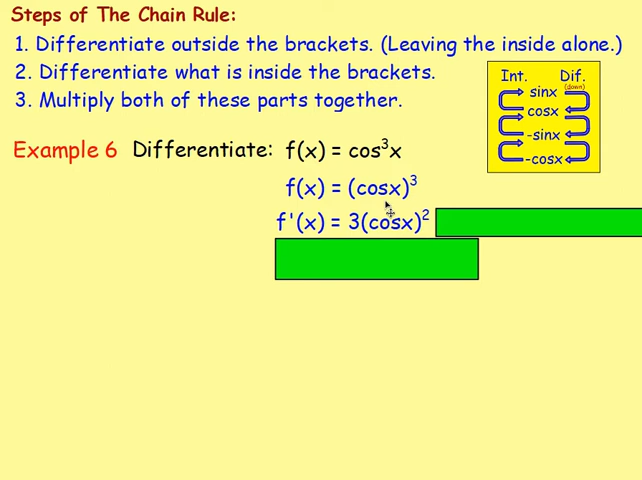 Steps of The Chain Rule:
1. Differentiate outside the brackets. (Leaving the inside alone.)
2. Differentiate what is inside the brackets.
3. Multiply both of these parts together.
Int. Dif.
(down)
sinx
cosx
-sinx
-cosx
Example 6 Differentiate: f(x) = cos³x
f(x) = (cosx)³
f'(x) = 3(cosx)²